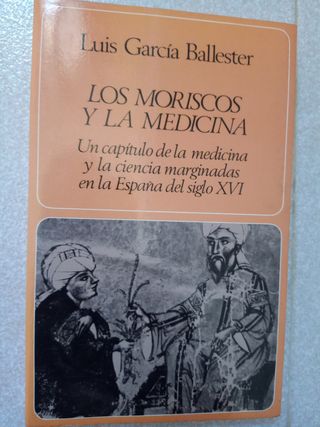 Luis García Ballester
LOS MORISCOS
Y LA MEDICINA
Un capítulo de la medicina
y la ciencia marginadas
en la España del siglo XVI